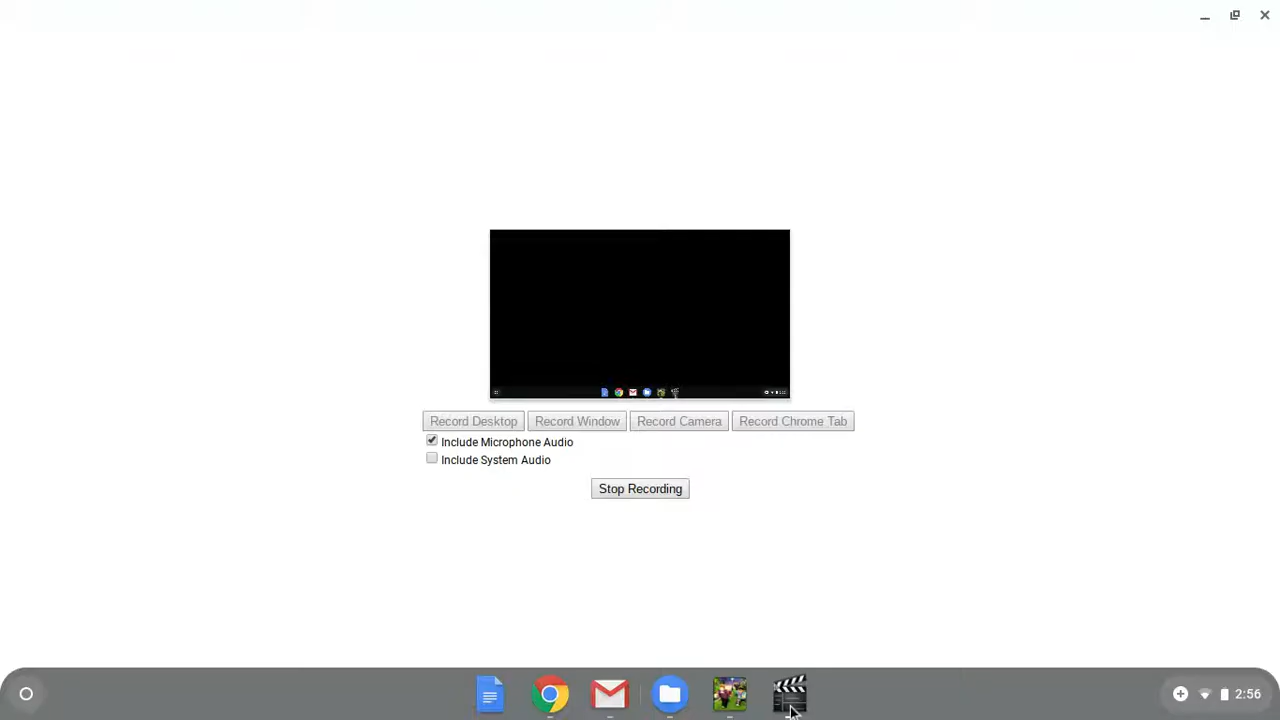 Record Desktop Record Window Record Camera Record Chrome Tab
Include Microphone Audio
Include System Audio
Stop Recording
2:56